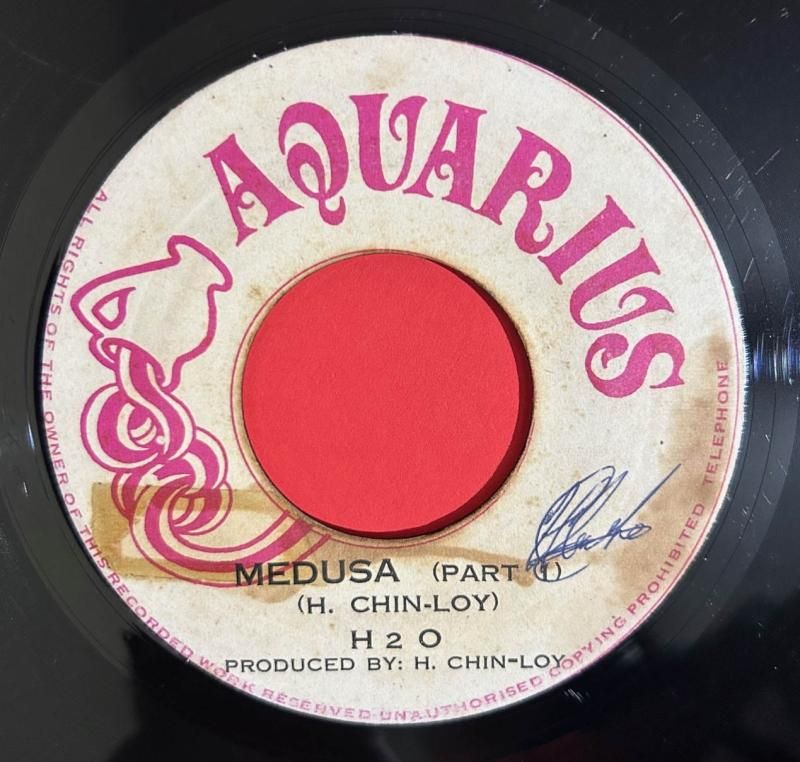 AQUARIUS
MEDUSA (PART 1)
(H. CHIN-LOY)
H 2 O
PRODUCED BY: H. CHIN-LOY
ALL RIGHTS OF THE OWNER OF THIS RECORDED WORK RESERVED UNAUTHORISED COPYING PROHIBITED TELEPHONE